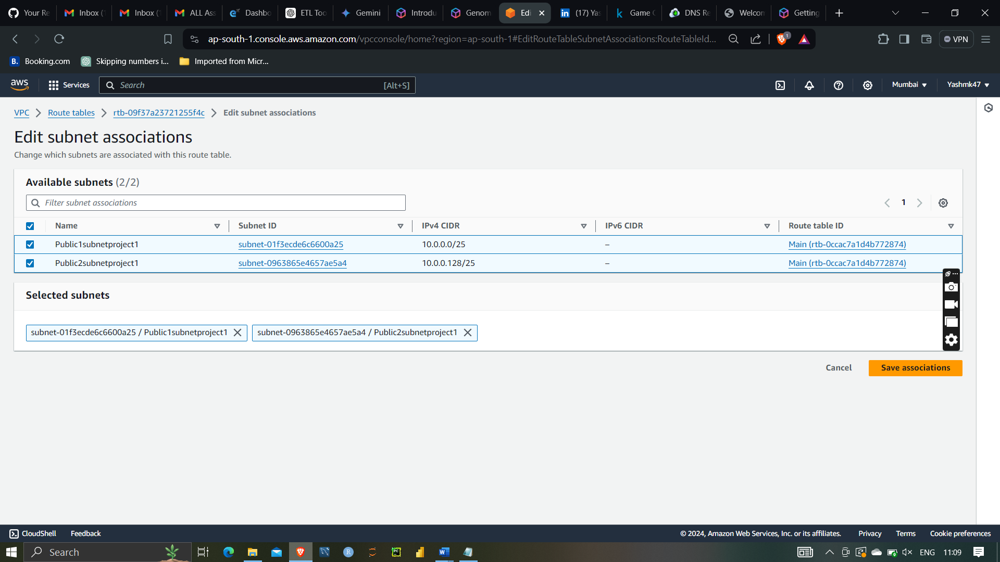 Your Re
Inbox (
Inbox (
ALL Ass
Dashbo
ETL Too
Gemini
Introdu
Genom
Edi
(17) Yas
Game C
DNS Re
Welcom
Getting
ap-south-1.console.aws.amazon.com/vpcconsole/home?region=ap-south-1#EditRouteTableSubnetAssociations:RouteTableId...
1
VPN
B. Booking.com
Skipping numbers i...
Imported from Micr...
aws
Services
Search
[Alt+S]
Mumbai
Yashmk47
VPC
Route tables
rtb-09f37a23721255f4c
Edit subnet associations
Edit subnet associations
Change which subnets are associated with this route table.
Available subnets (2/2)
Filter subnet associations
1
Name
Subnet ID
IPv4 CIDR
IPv6 CIDR
Route table ID
Public1subnetproject1
subnet-01f3ecde6c6600a25
10.0.0.0/25
–
Main (rtb-0ccac7a1d4b772874)
Public2subnetproject1
subnet-0963865e4657ae5a4
10.0.0.128/25
–
Main (rtb-0ccac7a1d4b772874)
Selected subnets
subnet-01f3ecde6c6600a25 / Public1subnetproject1
subnet-0963865e4657ae5a4 / Public2subnetproject1
Cancel
Save associations
CloudShell
Feedback
© 2024, Amazon Web Services, Inc. or its affiliates.
Privacy
Terms
Cookie preferences
Search
ENG
11:09